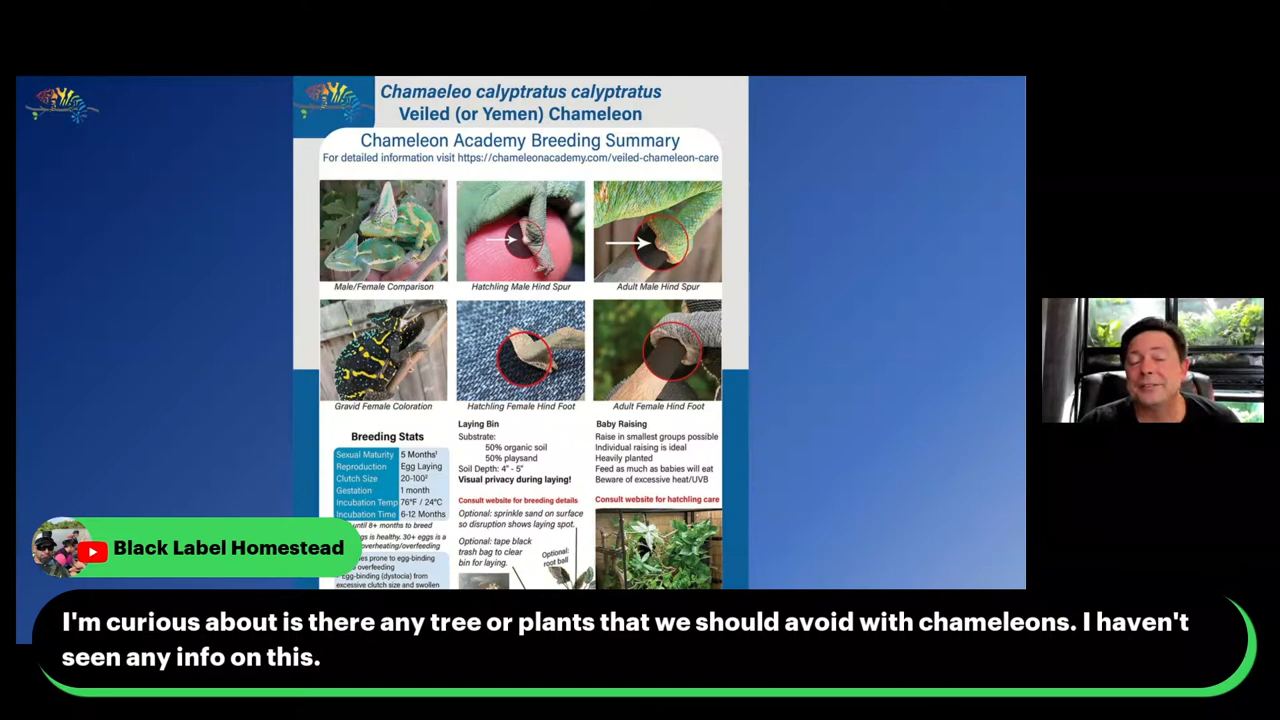 Chamaeleo calyptratus calyptratus
Veiled (or Yemen) Chameleon
Chameleon Academy Breeding Summary
For detailed information visit https://chameleonacademy.com/veiled-chameleon-care
Male/Female Comparison
Hatchling Male Hind Spur
Adult Male Hind Spur
Gravid Female Coloration
Hatchling Female Hind Foot
Adult Female Hind Foot
Breeding Stats
Sexual Maturity 5 Months¹
Reproduction Egg Laying
Clutch Size 20-100²
Gestation 1 month
Incubation Temp 76°F / 24°C
Incubation Time 6-12 Months
until 8+ months to breed
is healthy. 30+ eggs is a
overheating/overfeeding
prone to egg-binding
overfeeding
Egg-binding (dystocia) from
excessive clutch size and swollen
Laying Bin
Substrate:
50% organic soil
50% playsand
Soil Depth: 4" - 5"
Visual privacy during laying!
Consult website for breeding details
Optional: sprinkle sand on surface
so disruption shows laying spot.
Optional: tape black
trash bag to clear
bin for laying.
Optional:
root ball
Baby Raising
Raise in smallest groups possible
Individual raising is ideal
Heavily planted
Feed as much as babies will eat
Beware of excessive heat/UVB
Consult website for hatchling care
Black Label Homestead
I'm curious about is there any tree or plants that we should avoid with chameleons. I haven't
seen any info on this.